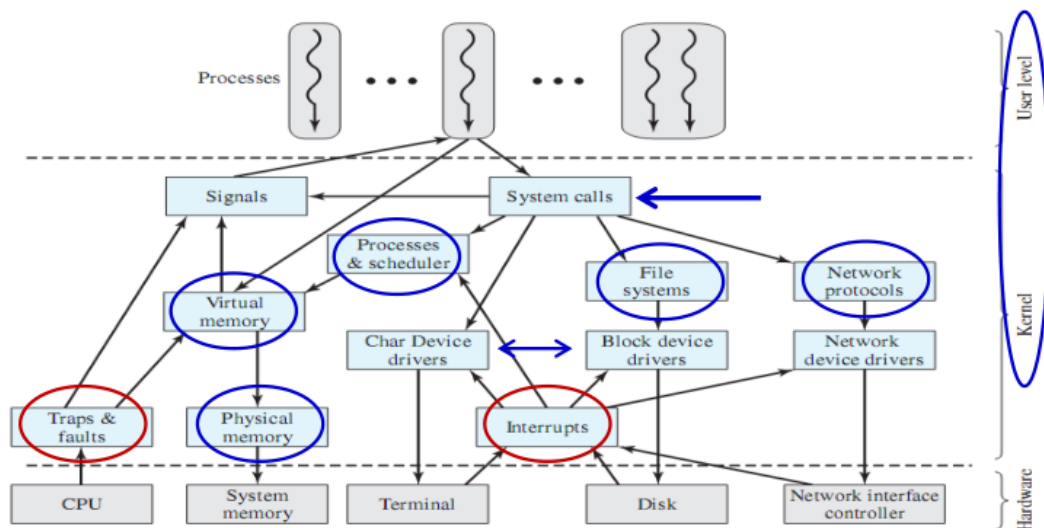 Processes
User level
Signals
System calls
Processes
& scheduler
Virtual
memory
File
systems
Network
protocols
Kernel
Char Device
drivers
Block device
drivers
Network
device drivers
Traps &
faults
Physical
memory
Interrupts
CPU
System
memory
Terminal
Disk
Network interface
controller
Hardware